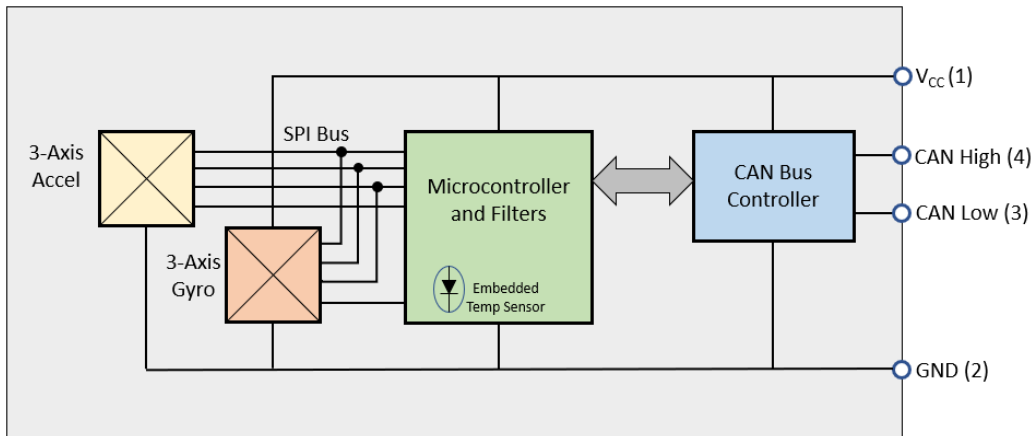 SPI Bus
3-Axis
Accel
3-Axis
Gyro
Microcontroller
and Filters
Embedded
Temp Sensor
CAN Bus
Controller
VCC (1)
CAN High (4)
CAN Low (3)
GND (2)